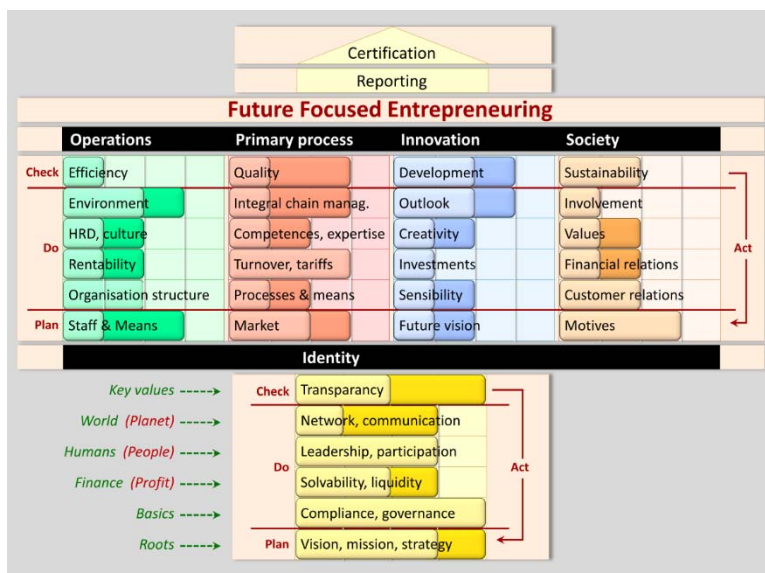 Certification
Reporting
Future Focused Entrepreneuring
Operations Primary process Innovation Society
Check Efficiency Quality Development Sustainability
Environment Integral chain manag. Outlook Involvement
HRD, culture Competences, expertise Creativity Values
Do Act
Rentability Turnover, tariffs Investments Financial relations
Organisation structure Processes & means Sensibility Customer relations
Plan Staff & Means Market Future vision Motives
Identity
Key values Check Transparancy
World (Planet) Network, communication
Humans (People) Leadership, participation
Do Act
Finance (Profit) Solvability, liquidity
Basics Compliance, governance
Roots Plan Vision, mission, strategy